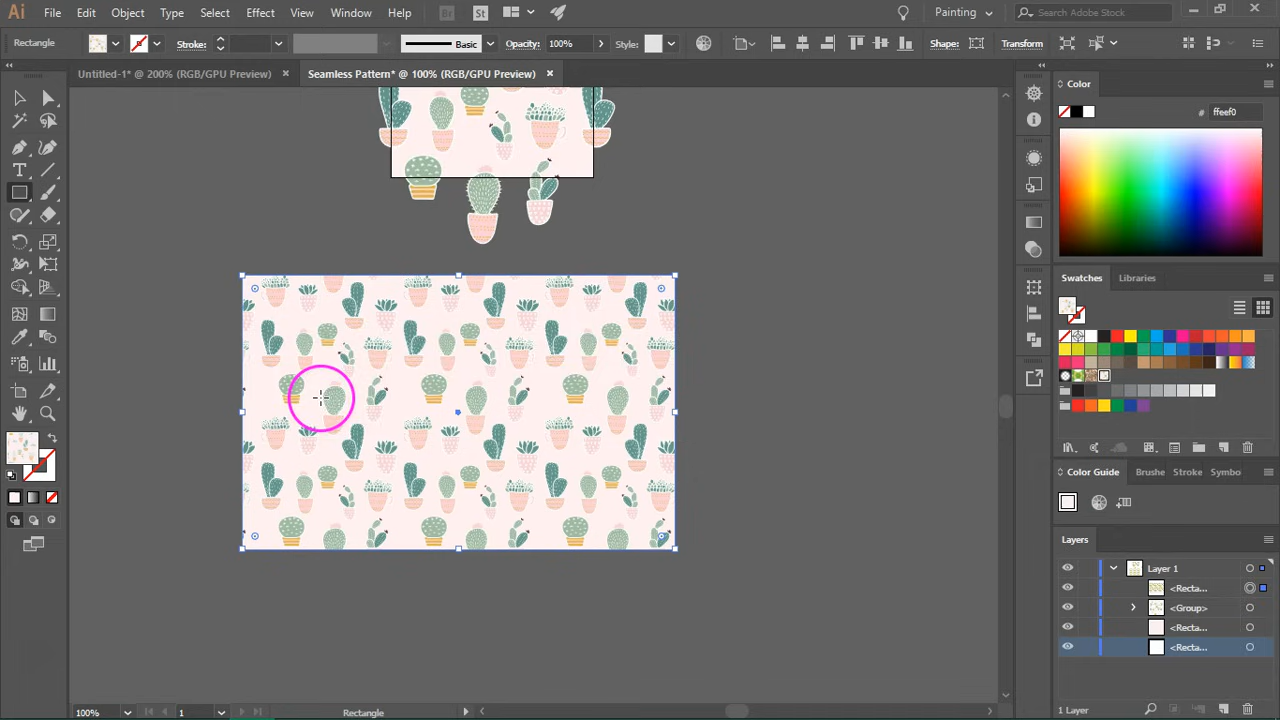 Ai File Edit Object Type Select Effect View Window Help Br St Painting Search Adobe Stock
Rectangle Stroke: Basic Opacity: 100% Style: Shape: Transform
Untitled-1* @ 200% (RGB/GPU Preview) × Seamless Pattern* @ 100% (RGB/GPU Preview) ×
Color
# ffeef0
Swatches Libraries
Color Guide Brushe Stroke Symbo
Layers
Layer 1
<Recta...
<Group>
<Recta...
<Recta...
1 Layer
100% 1 Rectangle